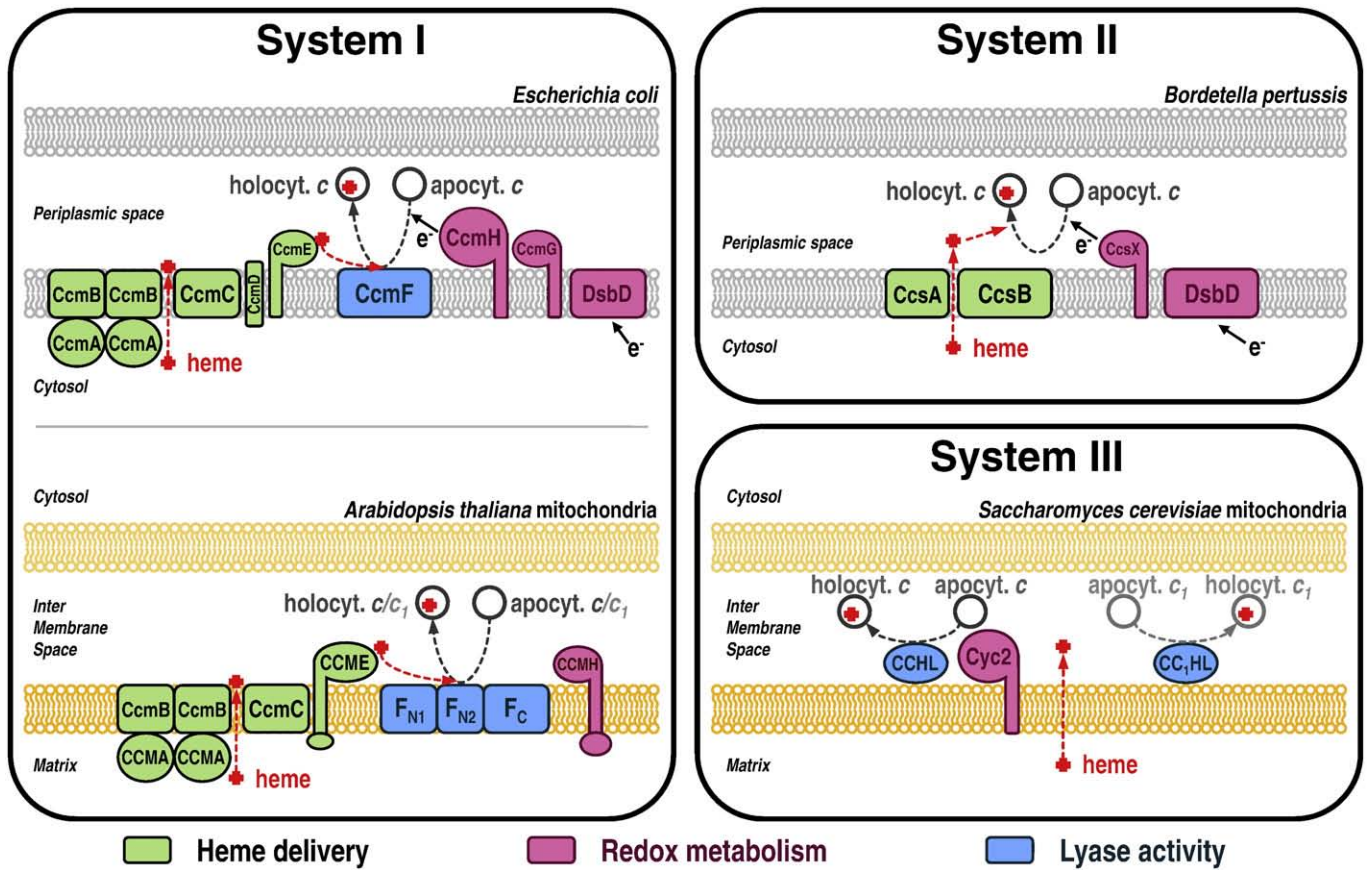 System I
Escherichia coli
holocyt. c
apocyt. c
Periplasmic space
e-
CcmH
CcmE
CcmG
CcmB
CcmB
CcmC
CcmD
CcmF
DsbD
CcmA
CcmA
heme
e-
Cytosol
Cytosol
Arabidopsis thaliana mitochondria
holocyt. c/c1
apocyt. c/c1
Inter
Membrane
Space
CCME
CCMH
CcmB
CcmB
CcmC
FN1
FN2
FC
CCMA
CCMA
Matrix
heme
System II
Bordetella pertussis
holocyt. c
apocyt. c
Periplasmic space
e-
CcsX
CcsA
CcsB
DsbD
Cytosol
heme
e-
System III
Cytosol
Saccharomyces cerevisiae mitochondria
holocyt. c
apocyt. c
apocyt. c1
holocyt. c1
Inter
Membrane
Space
CCHL
Cyc2
CC1HL
Matrix
heme
Heme delivery
Redox metabolism
Lyase activity